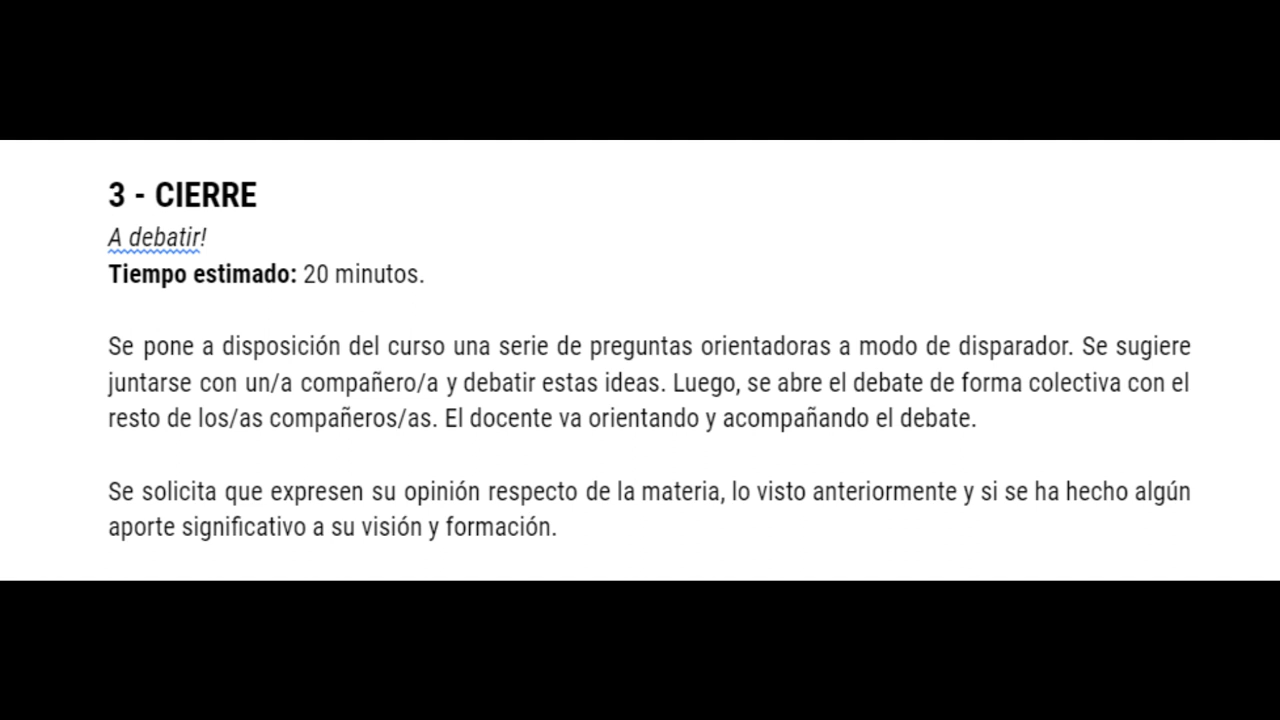 3 - CIERRE
A debatir!
Tiempo estimado: 20 minutos.
Se pone a disposición del curso una serie de preguntas orientadoras a modo de disparador. Se sugiere
juntarse con un/a compañero/a y debatir estas ideas. Luego, se abre el debate de forma colectiva con el
resto de los/as compañeros/as. El docente va orientando y acompañando el debate.
Se solicita que expresen su opinión respecto de la materia, lo visto anteriormente y si se ha hecho algún
aporte significativo a su visión y formación.